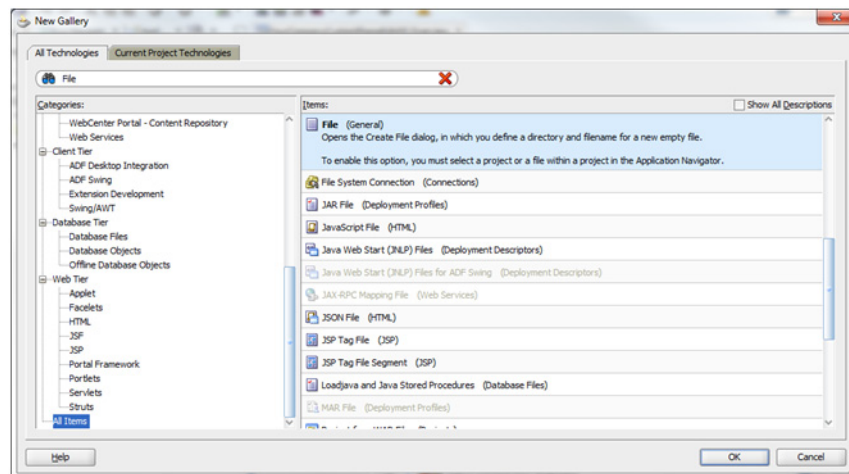 New Gallery
All Technologies
Current Project Technologies
File
Categories:
WebCenter Portal - Content Repository
Web Services
Client Tier
ADF Desktop Integration
ADF Swing
Extension Development
Swing/AWT
Database Tier
Database Files
Database Objects
Offline Database Objects
Web Tier
Applet
Facelets
HTML
JSF
JSP
Portal Framework
Portlets
Servlets
Struts
All Items
Items:
Show All Descriptions
File (General)
Opens the Create File dialog, in which you define a directory and filename for a new empty file.
To enable this option, you must select a project or a file within a project in the Application Navigator.
File System Connection (Connections)
JAR File (Deployment Profiles)
JavaScript File (HTML)
Java Web Start (JNLP) Files (Deployment Descriptors)
Java Web Start (JNLP) Files for ADF Swing (Deployment Descriptors)
JAX-RPC Mapping File (Web Services)
JSON File (HTML)
JSP Tag File (JSP)
JSP Tag File Segment (JSP)
Loadjava and Java Stored Procedures (Database Files)
MAR File (Deployment Profiles)
Help
OK
Cancel